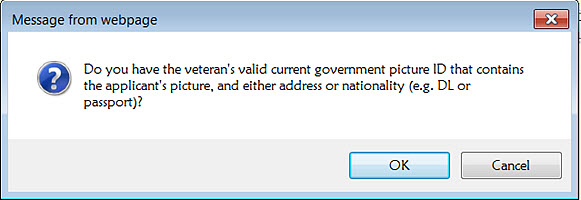 Message from webpage
Do you have the veteran's valid current government picture ID that contains
the applicant's picture, and either address or nationality (e.g. DL or
passport)?
OK
Cancel